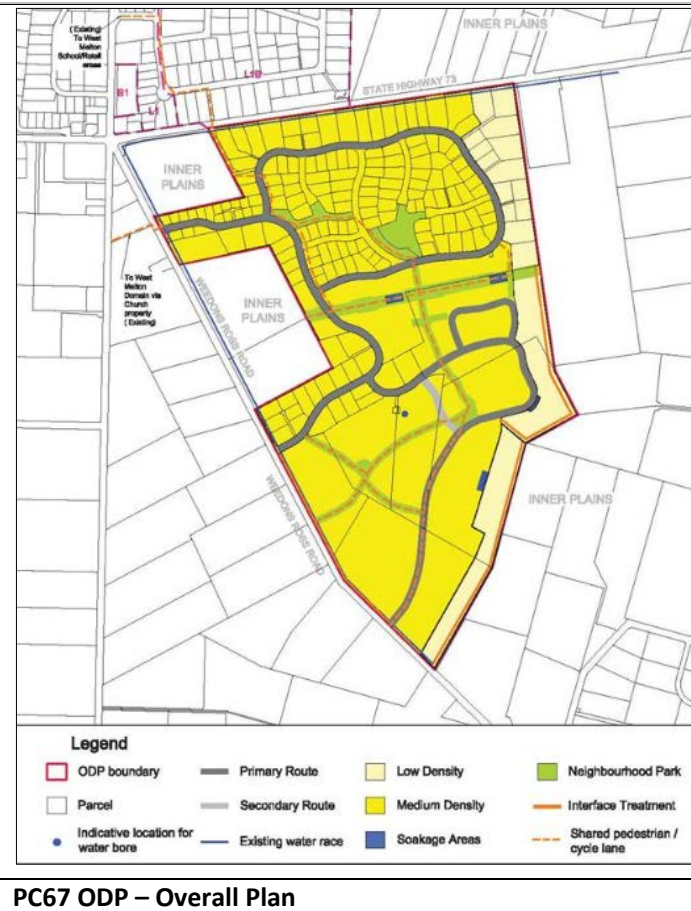 ( Existing)
To West
Melton
School/Retail
areas
INNER PLAINS
B1
L1
L1B
STATE HIGHWAY 73
INNER
PLAINS
To West
Melton
Domain via
Church
property
( Existing)
WEEDONS ROSS ROAD
INNER
PLAINS
INNER PLAINS
WEEDONS ROSS ROAD
Legend
ODP boundary
Primary Route
Low Density
Neighbourhood Park
Parcel
Secondary Route
Medium Density
Interface Treatment
Indicative location for
water bore
Existing water race
Soakage Areas
Shared pedestrian /
cycle lane
PC67 ODP – Overall Plan